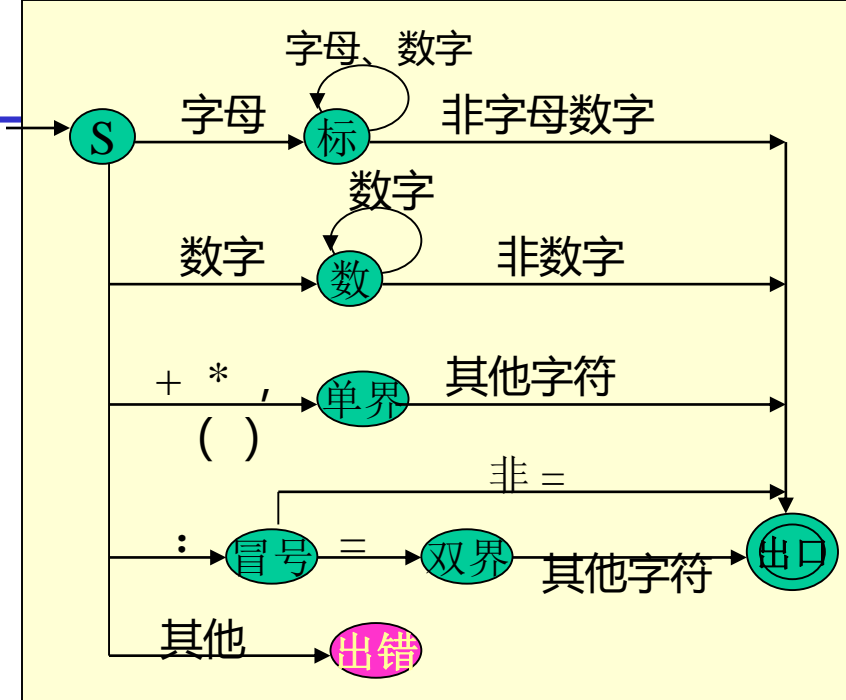 字母、数字
S
字母
标
非字母数字
数字
数字
数
非数字
+ * ,
( )
单界
其他字符
非 =
:
冒号
=
双界
其他字符
出口
其他
出错